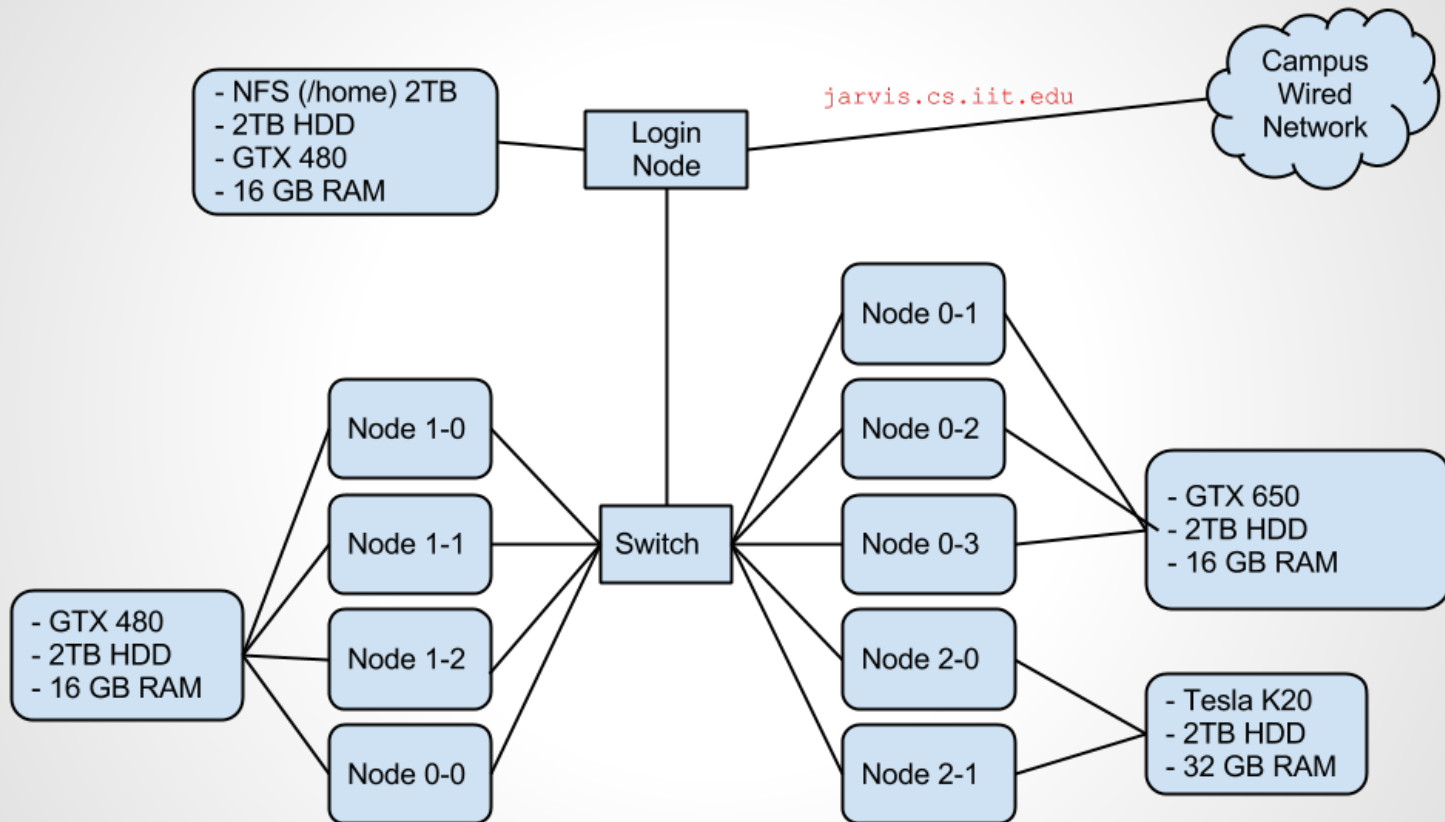 - NFS (/home) 2TB
- 2TB HDD
- GTX 480
- 16 GB RAM
Login
Node
jarvis.cs.iit.edu
Campus
Wired
Network
Node 1-0
Node 1-1
Node 1-2
Node 0-0
- GTX 480
- 2TB HDD
- 16 GB RAM
Switch
Node 0-1
Node 0-2
Node 0-3
Node 2-0
Node 2-1
- GTX 650
- 2TB HDD
- 16 GB RAM
- Tesla K20
- 2TB HDD
- 32 GB RAM